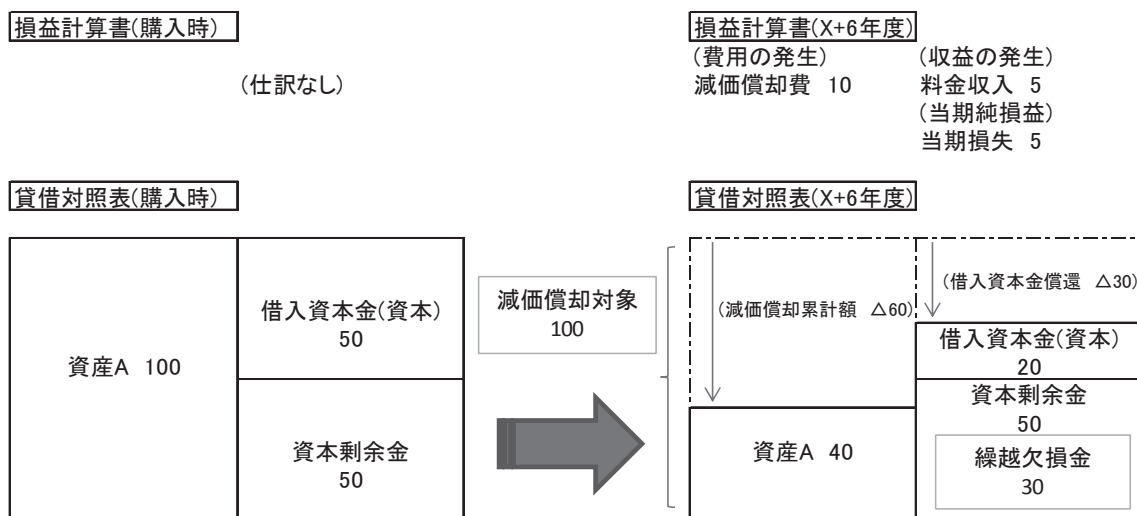 損益計算書(購入時)
(仕訳なし)
損益計算書(X+6年度)
(費用の発生)
減価償却費 10
(収益の発生)
料金収入 5
(当期純損益)
当期損失 5
貸借対照表(購入時)
資産A 100
借入資本金(資本)
50
資本剰余金
50
減価償却対象
100
貸借対照表(X+6年度)
(減価償却累計額 △60)
資産A 40
(借入資本金償還 △30)
借入資本金(資本)
20
資本剰余金
50
繰越欠損金
30